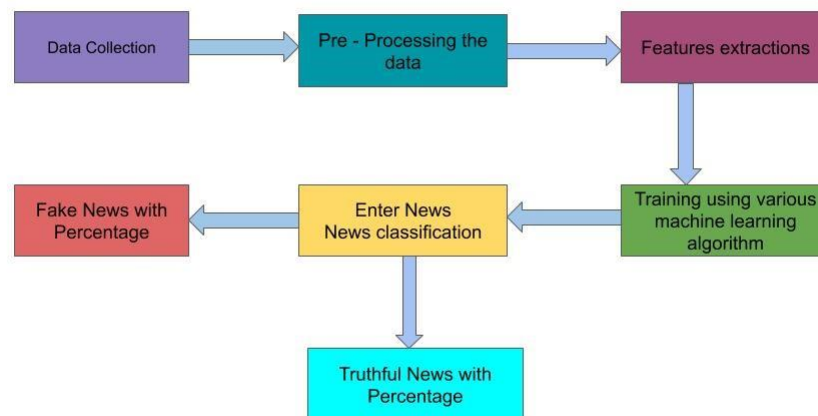 Data Collection
Pre - Processing the
data
Features extractions
Training using various
machine learning
algorithm
Enter News
News classification
Fake News with
Percentage
Truthful News with
Percentage